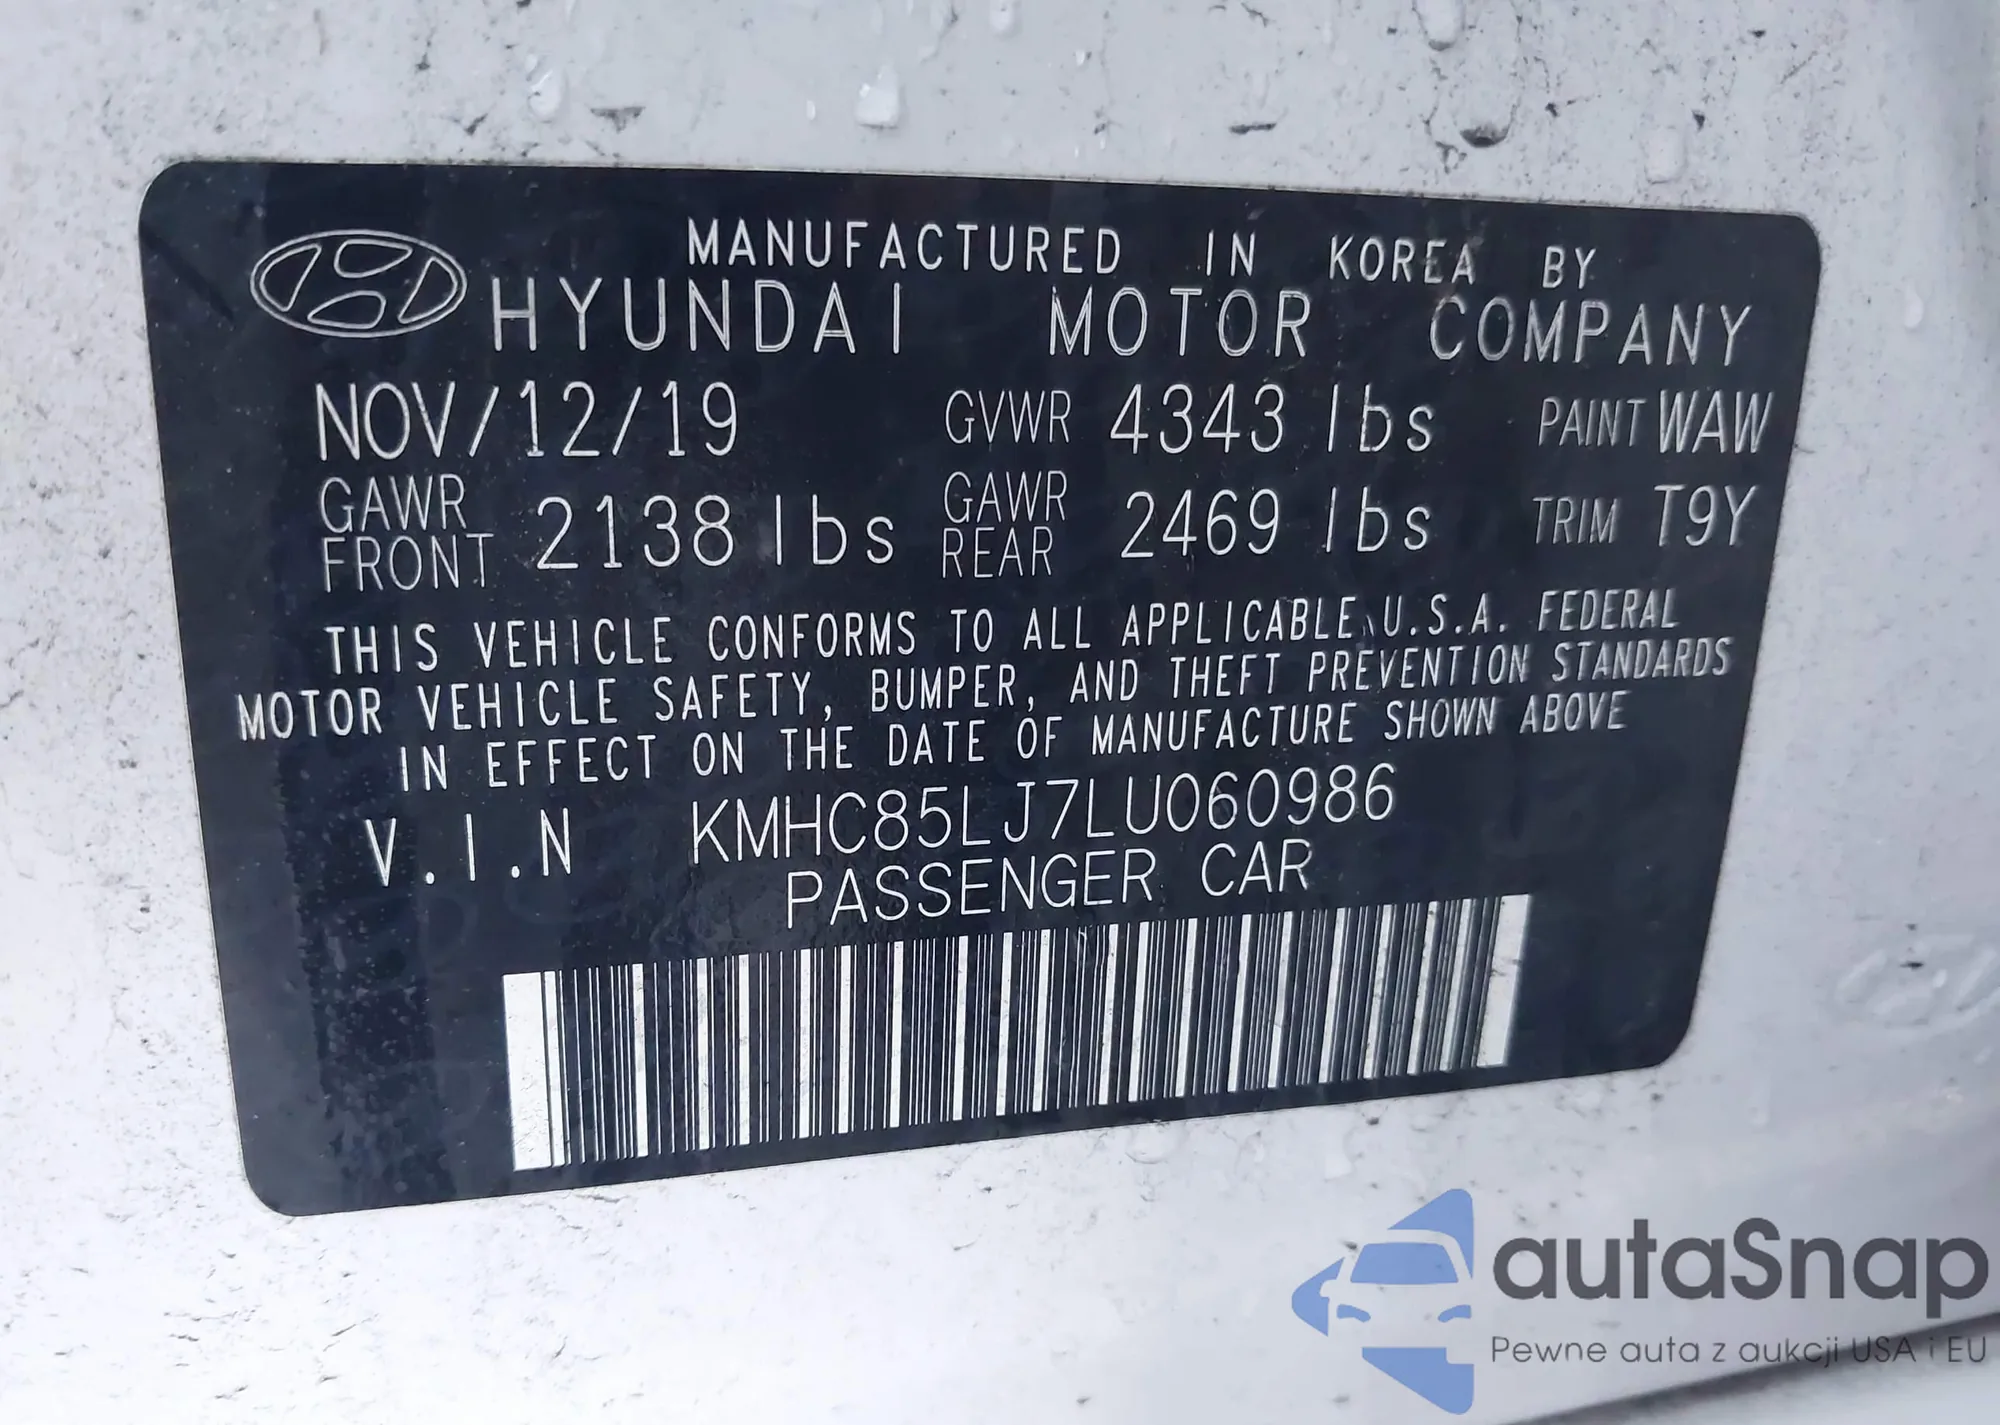 MANUFACTURED IN KOREA BY
HYUNDAI MOTOR COMPANY
NOV/12/19 GVWR 4343 lbs PAINT WAW
GAWR FRONT 2138 lbs GAWR REAR 2469 lbs TRIM T9Y
THIS VEHICLE CONFORMS TO ALL APPLICABLE U.S.A. FEDERAL
MOTOR VEHICLE SAFETY, BUMPER, AND THEFT PREVENTION STANDARDS
IN EFFECT ON THE DATE OF MANUFACTURE SHOWN ABOVE
V.I.N KMHC85LJ7LU060986
PASSENGER CAR
autaSnap
Pewne auta z aukcji USA i EU